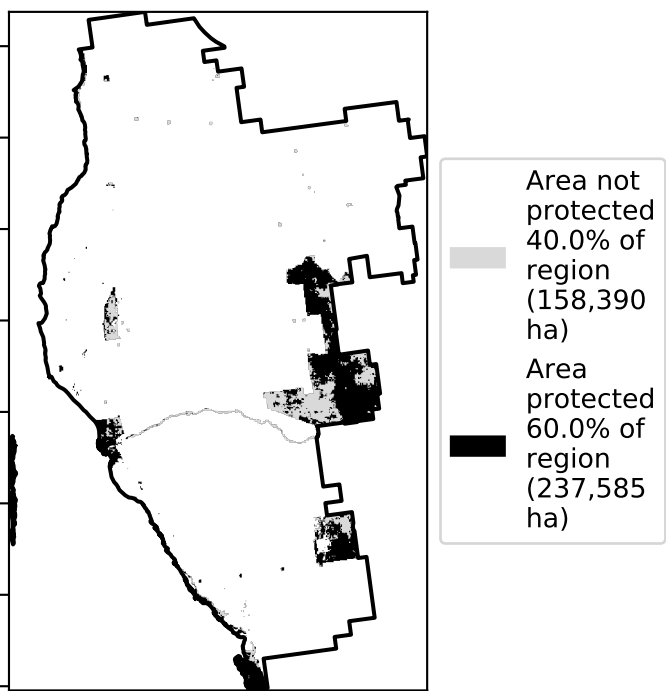 Area not
protected
40.0% of
region
(158,390
ha)
Area
protected
60.0% of
region
(237,585
ha)